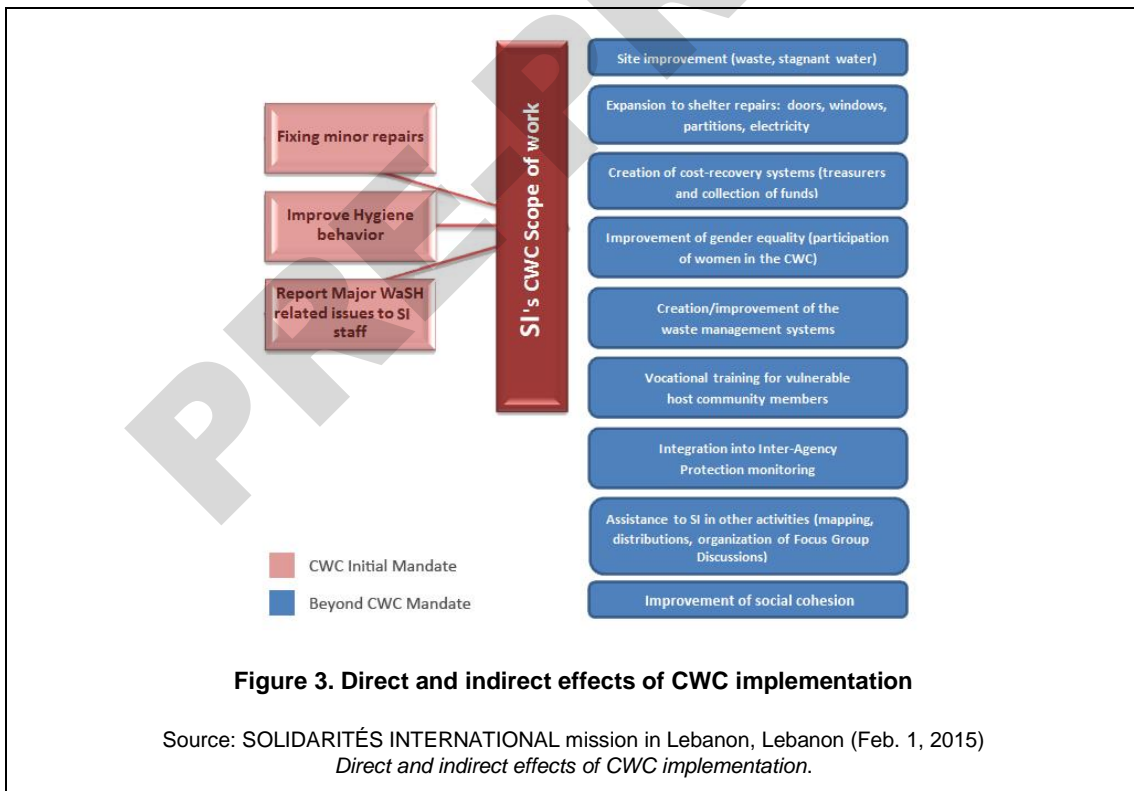 PREPRI
Fixing minor repairs
Improve Hygiene
behavior
Report Major WaSH
related issues to SI
staff
SI's CWC Scope of work
Site improvement (waste, stagnant water)
Expansion to shelter repairs: doors, windows,
partitions, electricity
Creation of cost-recovery systems (treasurers
and collection of funds)
Improvement of gender equality (participation
of women in the CWC)
Creation/improvement of the
waste management systems
Vocational training for vulnerable
host community members
Integration into Inter-Agency
Protection monitoring
Assistance to SI in other activities (mapping,
distributions, organization of Focus Group
Discussions)
Improvement of social cohesion
CWC Initial Mandate
Beyond CWC Mandate
Figure 3. Direct and indirect effects of CWC implementation
Source: SOLIDARITÉS INTERNATIONAL mission in Lebanon, Lebanon (Feb. 1, 2015)
Direct and indirect effects of CWC implementation.